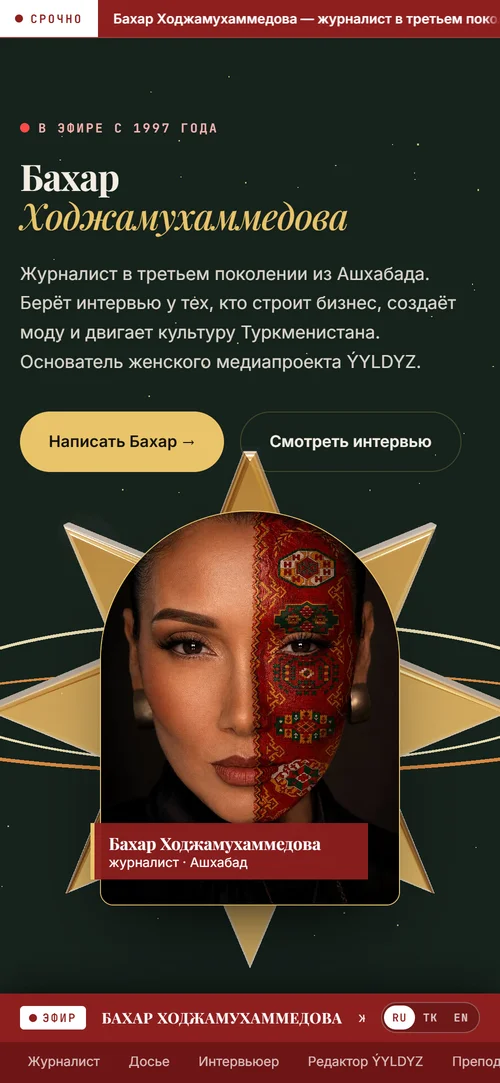 СРОЧНО
Бахар Ходжамухаммедова — журналист в третьем
В ЭФИРЕ С 1997 ГОДА
Бахар
Ходжамухаммедова
Журналист в третьем поколении из Ашхабада.
Берёт интервью у тех, кто строит бизнес, создаёт
моду и двигает культуру Туркменистана.
Основатель женского медиапроекта ÝYLDYZ.
Написать Бахар →
Смотреть интервью
Бахар Ходжамухаммедова
журналист · Ашхабад
ЭФИР
БАХАР ХОДЖАМУХАММЕДОВА
RU TK EN
Журналист Досье Интервьюер Редактор ÝYLDYZ